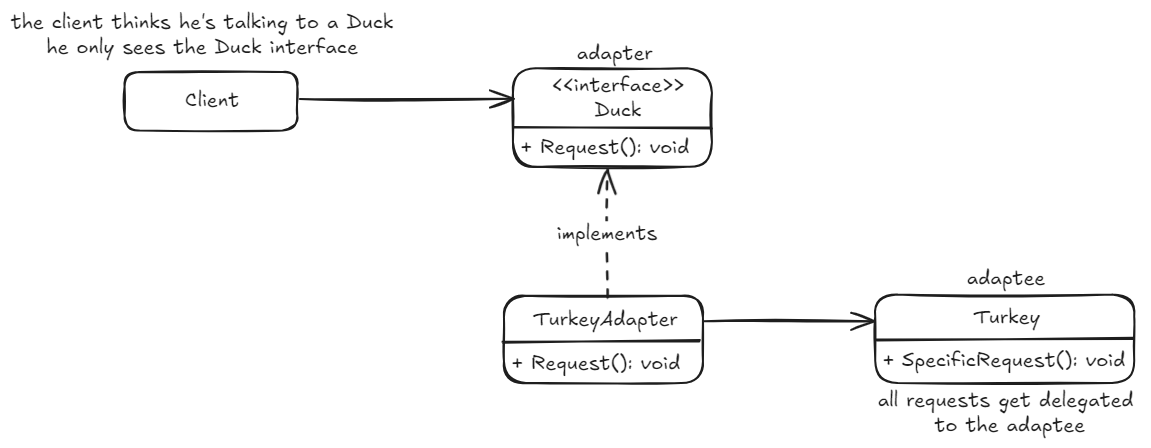 the client thinks he's talking to a Duck
he only sees the Duck interface
Client
adapter
<<interface>>
Duck
+ Request(): void
implements
TurkeyAdapter
+ Request(): void
adaptee
Turkey
+ SpecificRequest(): void
all requests get delegated
to the adaptee